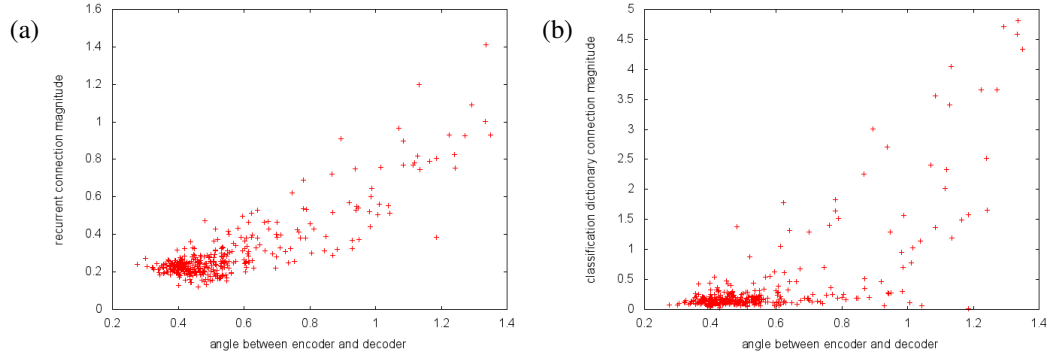 (a)
recurrent connection magnitude
1.6
1.4
1.2
1
0.8
0.6
0.4
0.2
0
0.2 0.4 0.6 0.8 1 1.2 1.4
angle between encoder and decoder
(b)
classification dictionary connection magnitude
5
4.5
4
3.5
3
2.5
2
1.5
1
0.5
0
0.2 0.4 0.6 0.8 1 1.2 1.4
angle between encoder and decoder